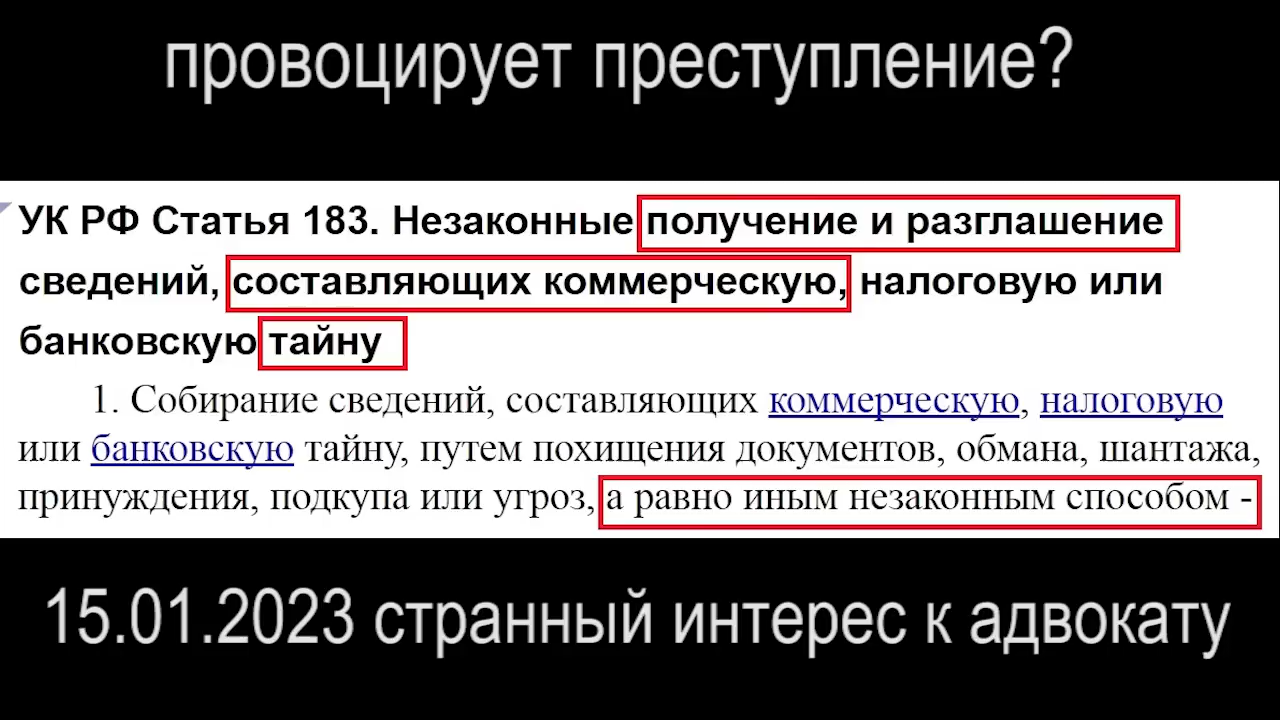 провоцирует преступление?
УК РФ Статья 183. Незаконные получение и разглашение
сведений, составляющих коммерческую, налоговую или
банковскую тайну
1. Собирание сведений, составляющих коммерческую, налоговую
или банковскую тайну, путем похищения документов, обмана, шантажа,
принуждения, подкупа или угроз, а равно иным незаконным способом -
15.01.2023 странный интерес к адвокату